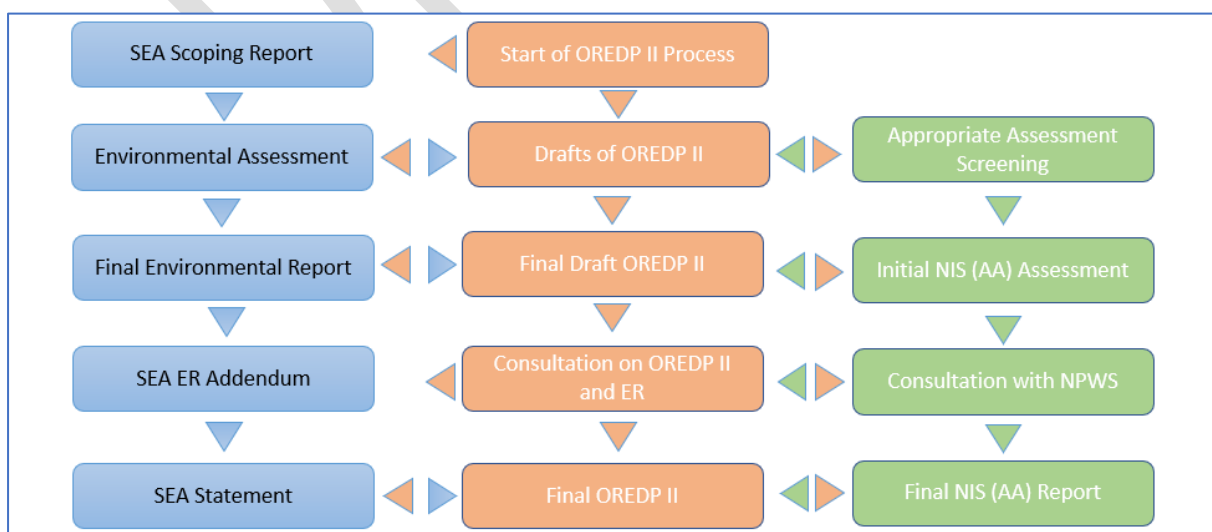 SEA Scoping Report
Start of OREDP II Process
Environmental Assessment
Drafts of OREDP II
Appropriate Assessment
Screening
Final Environmental Report
Final Draft OREDP II
Initial NIS (AA) Assessment
SEA ER Addendum
Consultation on OREDP II
and ER
Consultation with NPWS
SEA Statement
Final OREDP II
Final NIS (AA) Report